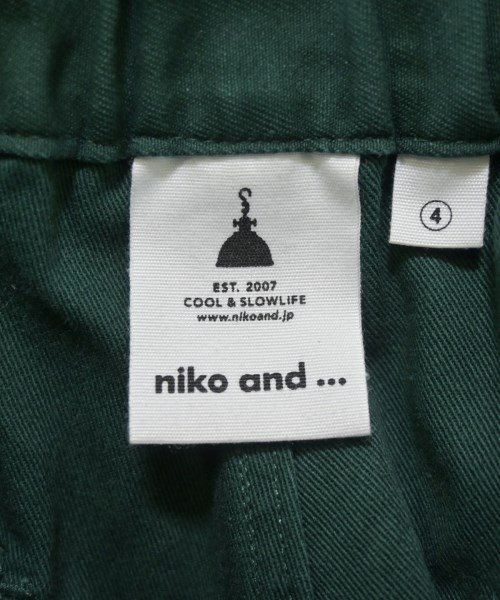 EST. 2007
COOL & SLOWLIFE
www.nikoand.jp
niko and ...
4